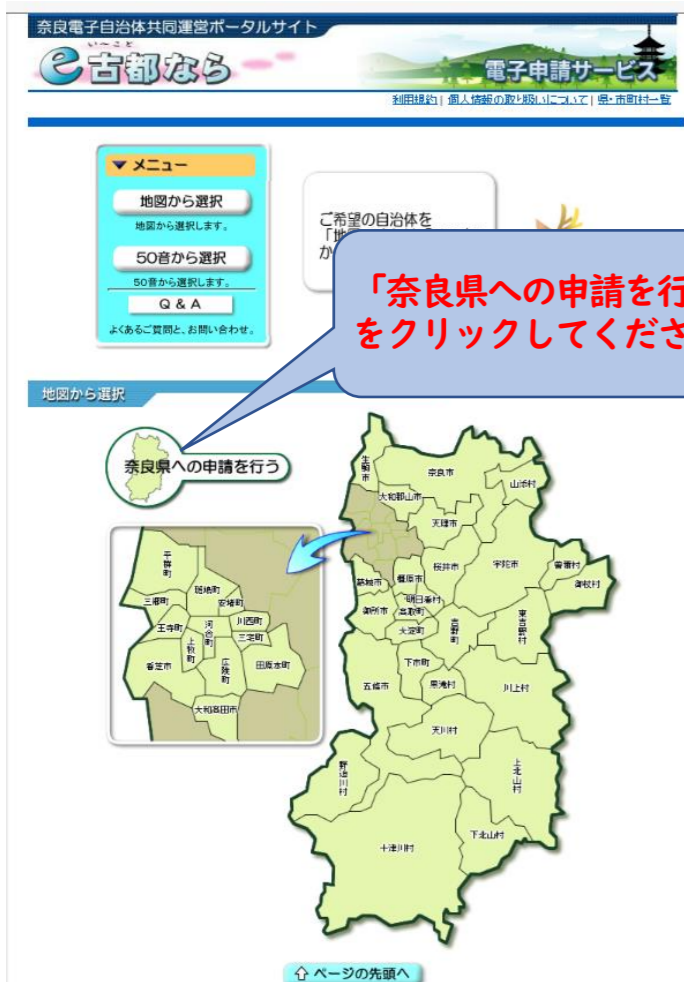 奈良電子自治体共同運営ポータルサイト
い〜こと
e古都なら
電子申請サービス
利用規約 | 個人情報の取り扱いについて | 県・市町村一覧
▼ メニュー
地図から選択
地図から選択します。
50音から選択
50音から選択します。
Q & A
よくあるご質問と、お問い合わせ。
ご希望の自治体を
「地
か
「奈良県への申請を行
をクリックしてくださ
地図から選択
奈良県への申請を行う
生駒市
奈良市
山添村
大和郡山市
天理市
桜井市
宇陀市
曽爾村
御杖村
葛城市
橿原市
明日香村
御所市
高取町
大淀町
吉野町
東吉野村
下市町
五條市
黒滝村
川上村
天川村
野迫川村
上北山村
下北山村
十津川村
平群町
斑鳩町
三郷町
安堵町
王寺町
河合町
川西町
三宅町
上牧町
香芝市
広陵町
田原本町
大和高田市
ページの先頭へ